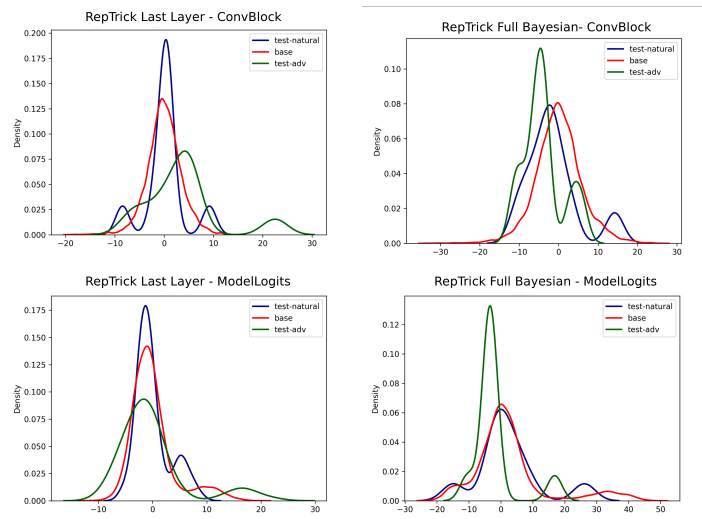 RepTrick Last Layer - ConvBlock
test-natural
base
test-adv
Density
0.200
0.175
0.150
0.125
0.100
0.075
0.050
0.025
0.000
−20 −10 0 10 20 30
RepTrick Full Bayesian- ConvBlock
test-natural
base
test-adv
Density
0.10
0.08
0.06
0.04
0.02
0.00
−30 −20 −10 0 10 20 30
RepTrick Last Layer - ModelLogits
test-natural
base
test-adv
Density
0.175
0.150
0.125
0.100
0.075
0.050
0.025
0.000
−10 0 10 20 30
RepTrick Full Bayesian - ModelLogits
test-natural
base
test-adv
Density
0.12
0.10
0.08
0.06
0.04
0.02
0.00
−30 −20 −10 0 10 20 30 40 50